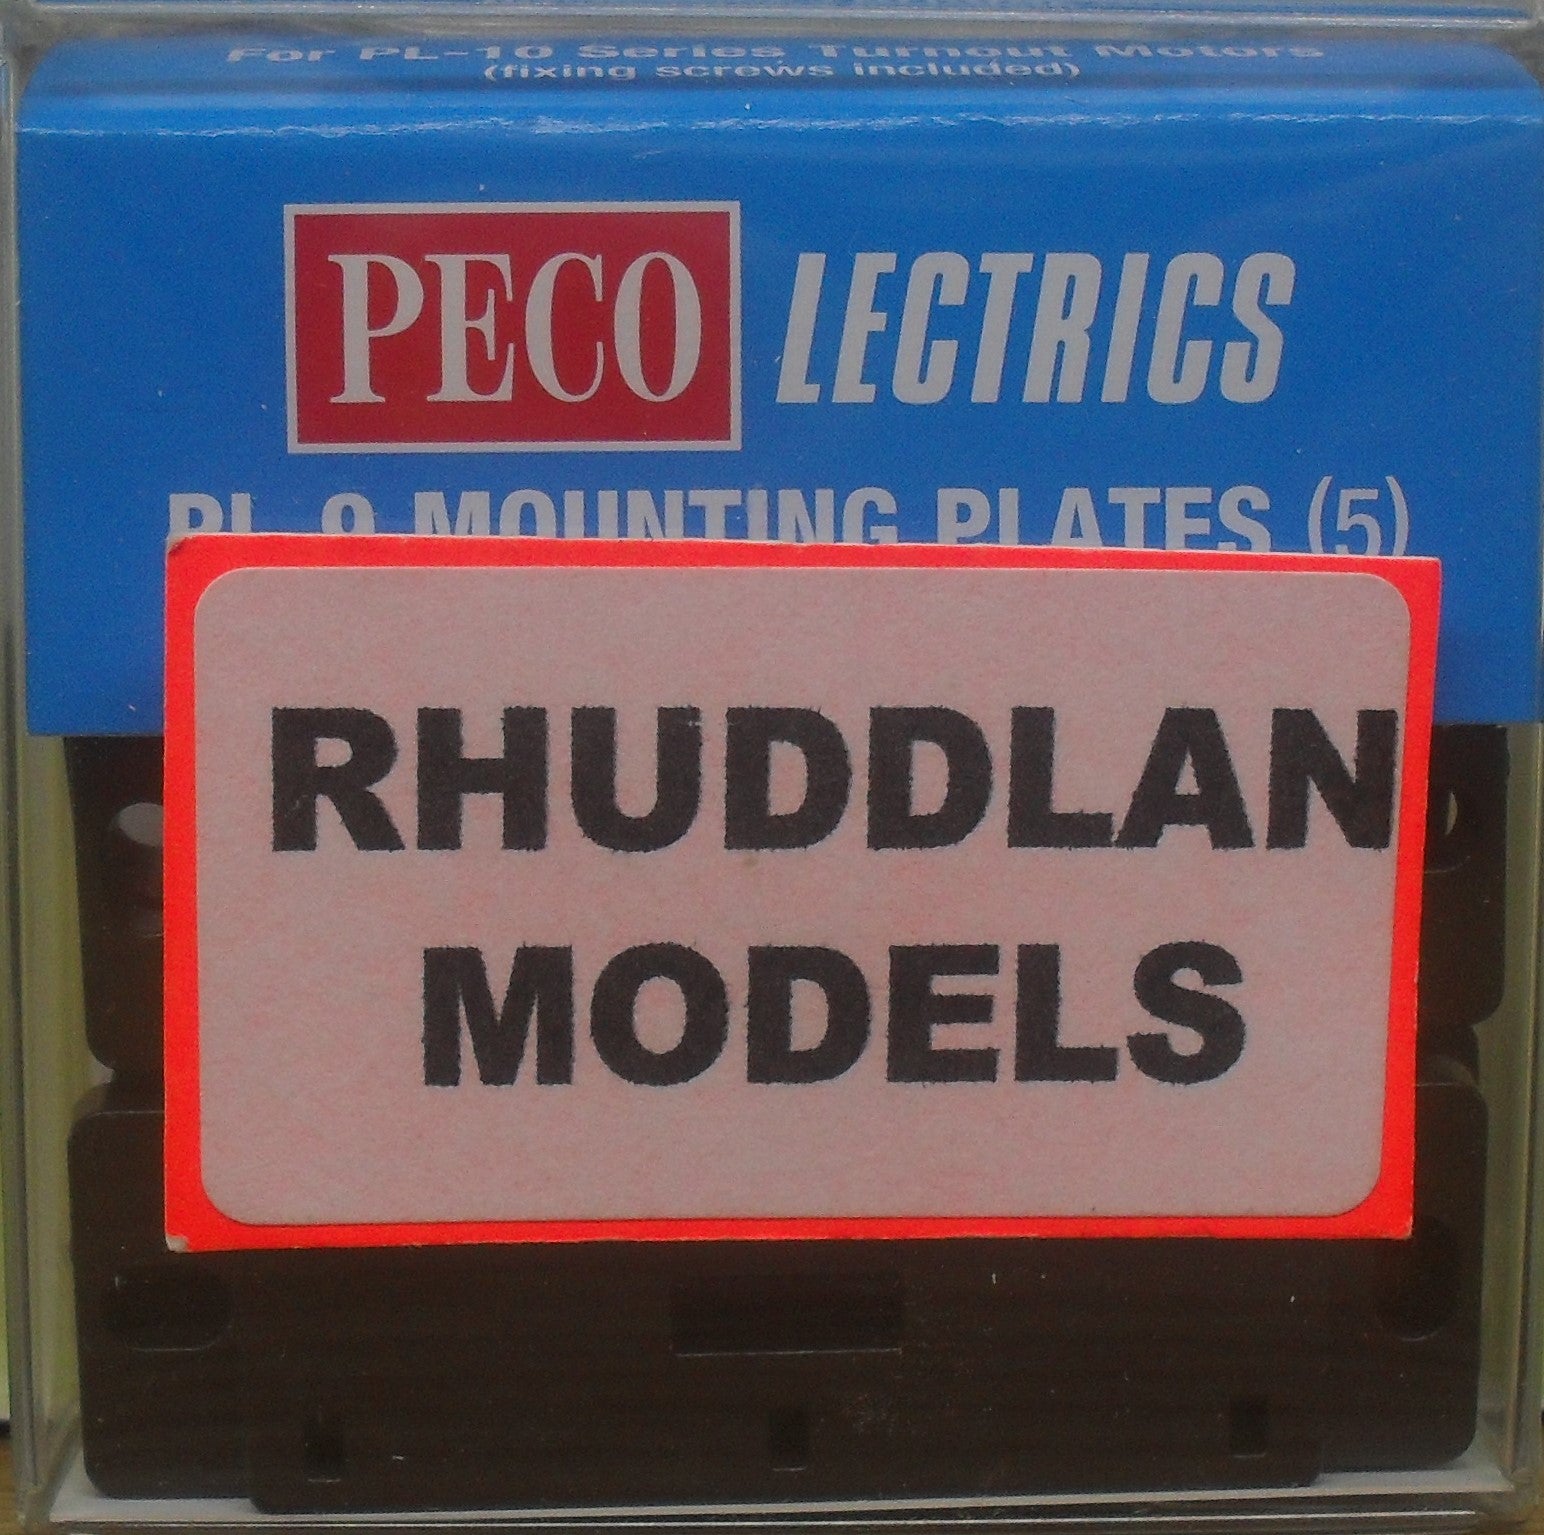 For PL-10 Series Turnout Motors
(fixing screws included)
PECO LECTRICS
PL-9 MOUNTING PLATES (5)
RHUDDLAN
MODELS